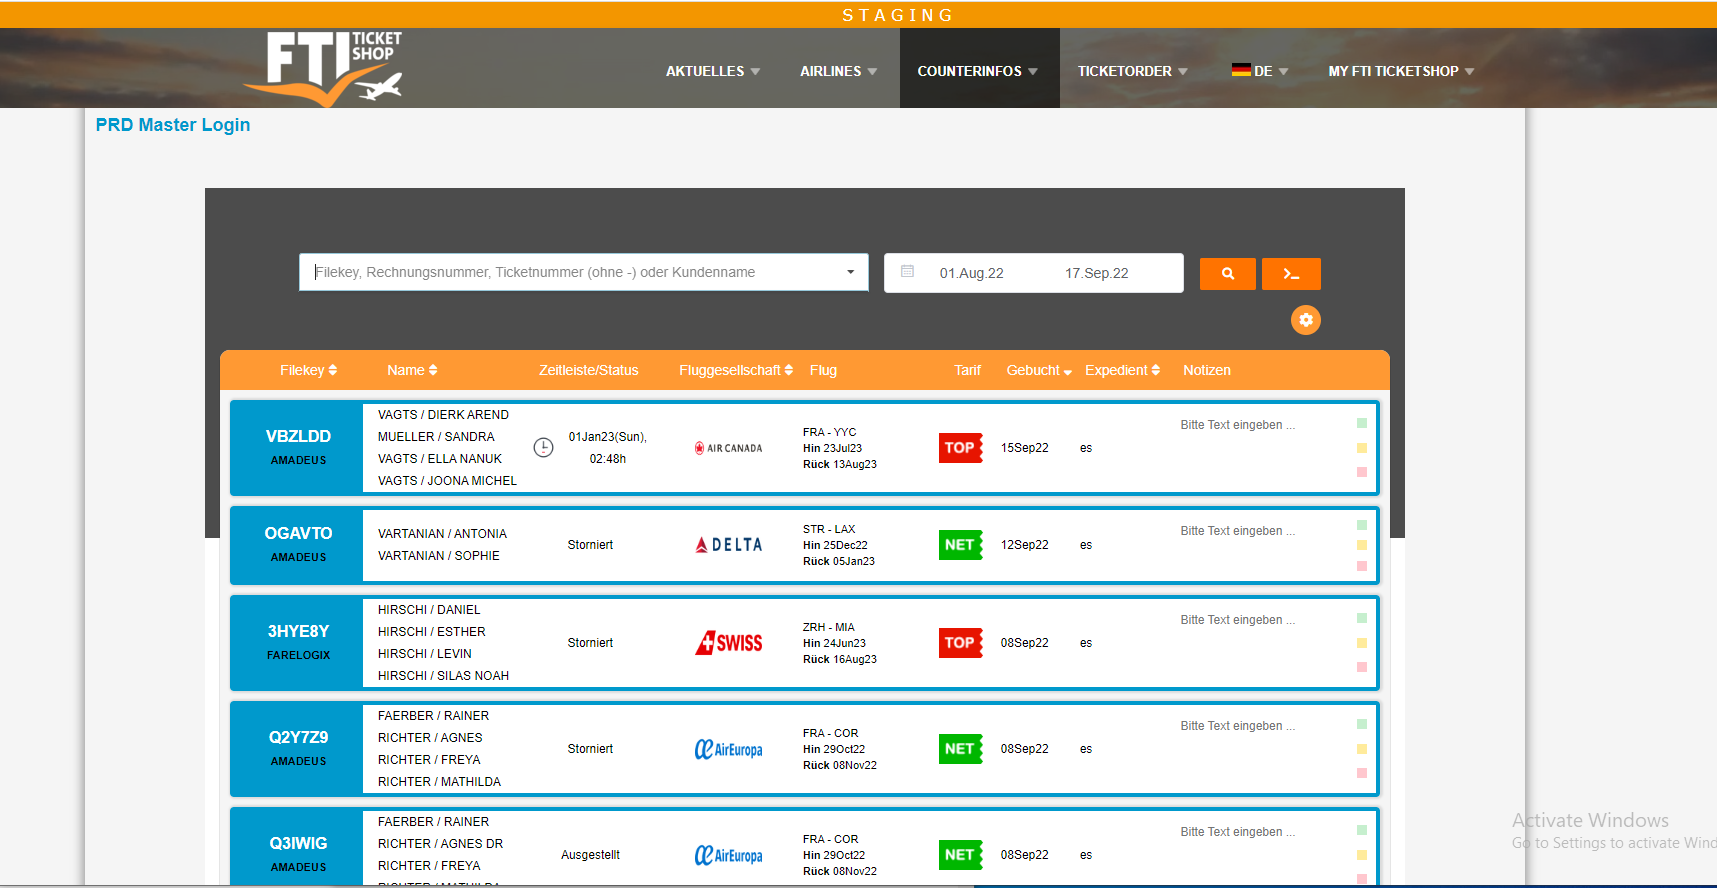 STAGING
FTI TICKET SHOP
AKTUELLES AIRLINES COUNTERINFOS TICKETORDER DE MY FTI TICKETSHOP
PRD Master Login
Filekey, Rechnungsnummer, Ticketnummer (ohne -) oder Kundenname 01.Aug.22 17.Sep.22
Filekey Name Zeitleiste/Status Fluggesellschaft Flug Tarif Gebucht Expedient Notizen
VBZLDD
AMADEUS
VAGTS / DIERK AREND
MUELLER / SANDRA
VAGTS / ELLA NANUK
VAGTS / JOONA MICHEL
01Jan23(Sun),
02:48h
AIR CANADA
FRA - YYC
Hin 23Jul23
Rück 13Aug23
TOP
15Sep22
es
Bitte Text eingeben ...
OGAVTO
AMADEUS
VARTANIAN / ANTONIA
VARTANIAN / SOPHIE
Storniert
DELTA
STR - LAX
Hin 25Dec22
Rück 05Jan23
NET
12Sep22
es
Bitte Text eingeben ...
3HYE8Y
FARELOGIX
HIRSCHI / DANIEL
HIRSCHI / ESTHER
HIRSCHI / LEVIN
HIRSCHI / SILAS NOAH
Storniert
SWISS
ZRH - MIA
Hin 24Jun23
Rück 16Aug23
TOP
08Sep22
es
Bitte Text eingeben ...
Q2Y7Z9
AMADEUS
FAERBER / RAINER
RICHTER / AGNES
RICHTER / FREYA
RICHTER / MATHILDA
Storniert
AirEuropa
FRA - COR
Hin 29Oct22
Rück 08Nov22
NET
08Sep22
es
Bitte Text eingeben ...
Q3IWIG
AMADEUS
FAERBER / RAINER
RICHTER / AGNES DR
RICHTER / FREYA
RICHTER / MATHILDA
Ausgestellt
AirEuropa
FRA - COR
Hin 29Oct22
Rück 08Nov22
NET
08Sep22
es
Bitte Text eingeben ...
Activate Windows
Go to Settings to activate Wind